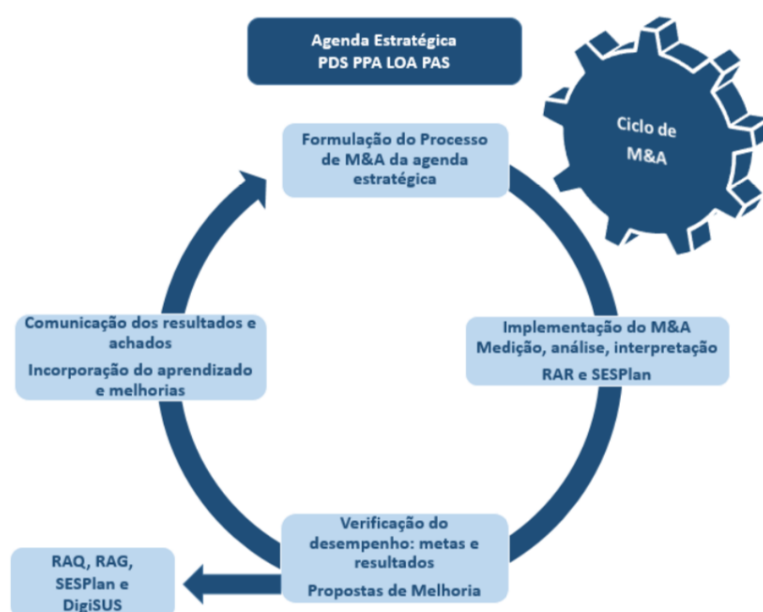 Agenda Estratégica
PDS PPA LOA PAS
Ciclo de
M&A
Formulação do Processo
de M&A da agenda
estratégica
Implementação do M&A
Medição, análise, interpretação
RAR e SESPlan
Verificação do
desempenho: metas e
resultados
Propostas de Melhoria
RAQ, RAG,
SESPlan e
DigiSUS
Comunicação dos resultados e
achados
Incorporação do aprendizado
e melhorias